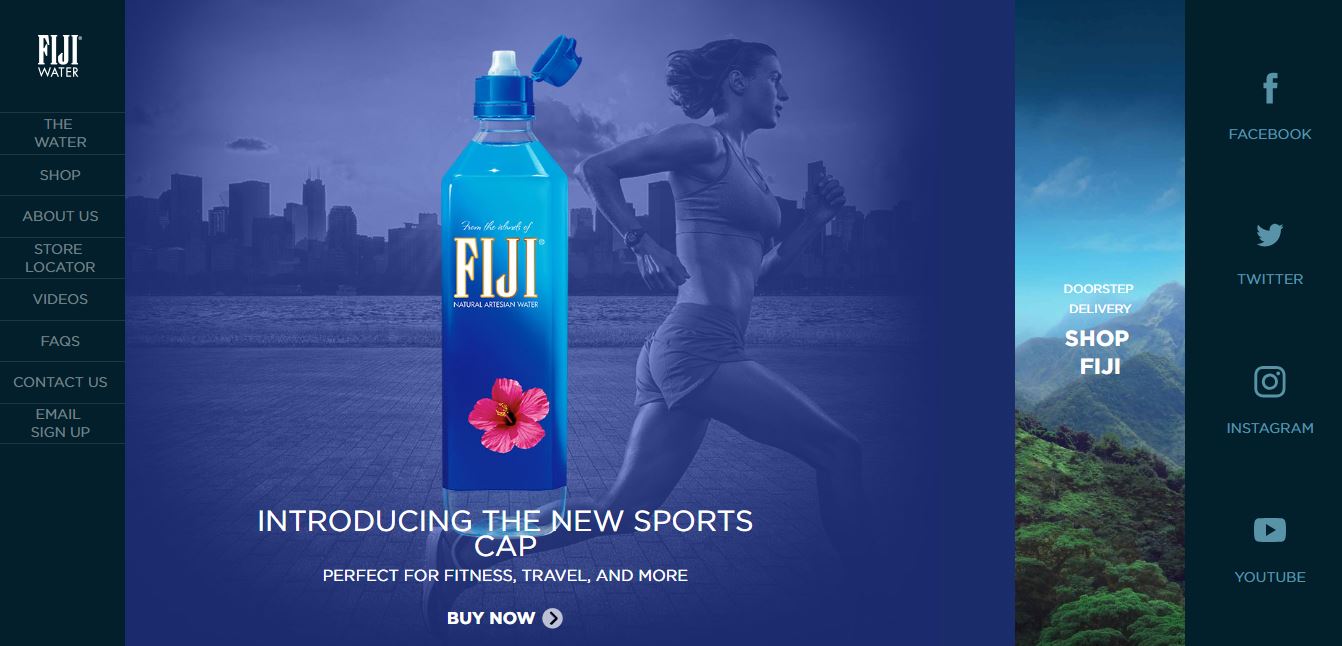 FIJI
WATER
THE
WATER
SHOP
ABOUT US
STORE
LOCATOR
VIDEOS
FAQS
CONTACT US
EMAIL
SIGN UP
From the islands of
FIJI®
NATURAL ARTESIAN WATER
INTRODUCING THE NEW SPORTS
CAP
PERFECT FOR FITNESS, TRAVEL, AND MORE
BUY NOW
DOORSTEP
DELIVERY
SHOP
FIJI
FACEBOOK
TWITTER
INSTAGRAM
YOUTUBE